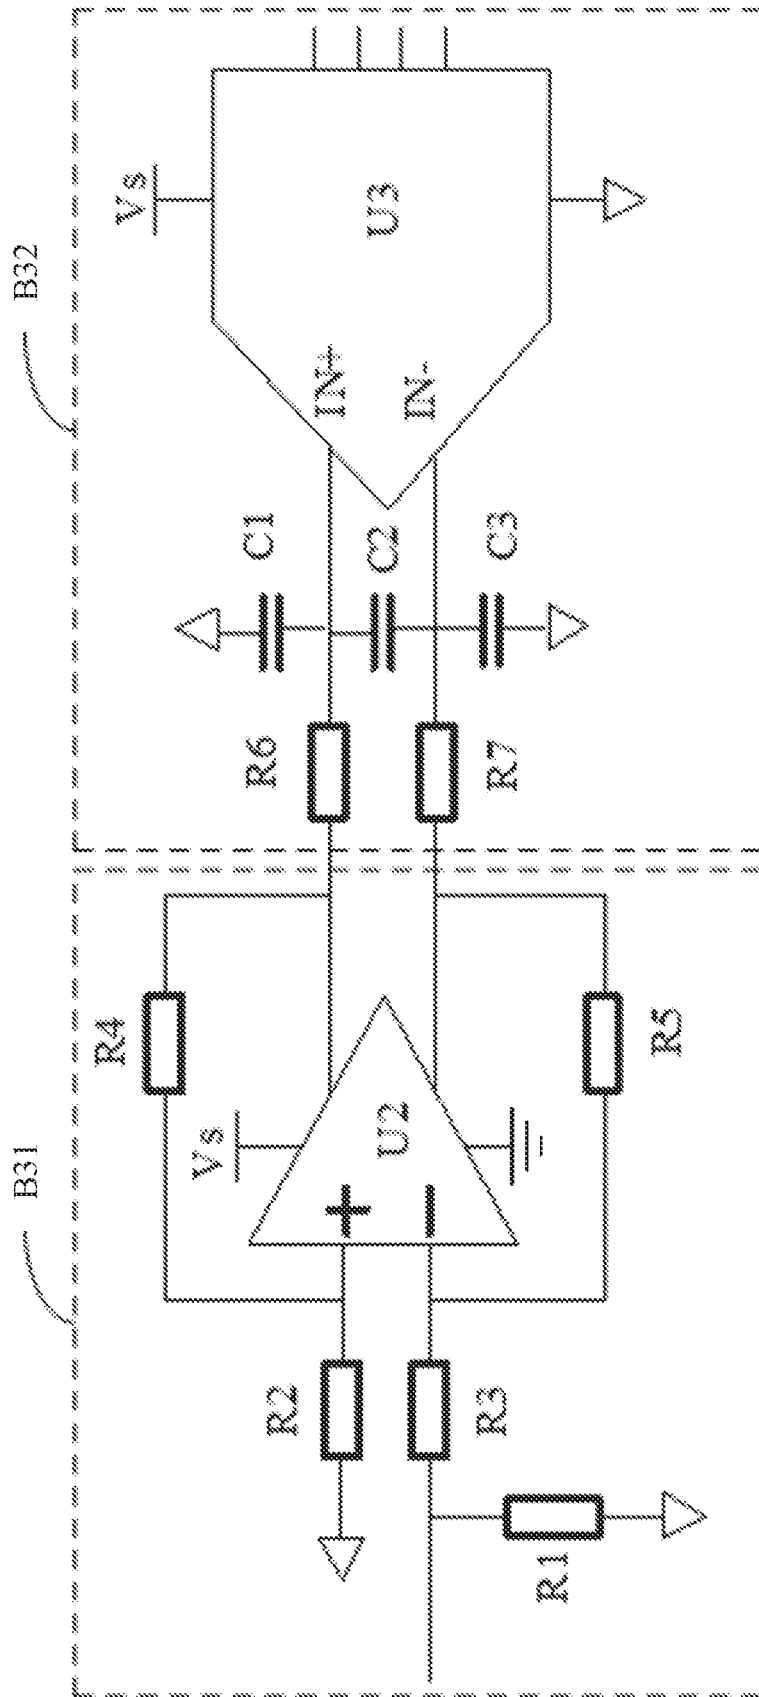 B31
B32
R4
Vs
U2
+
−
R2
R3
R1
R5
R6
R7
C1
C2
C3
Vs
IN+
IN-
U3